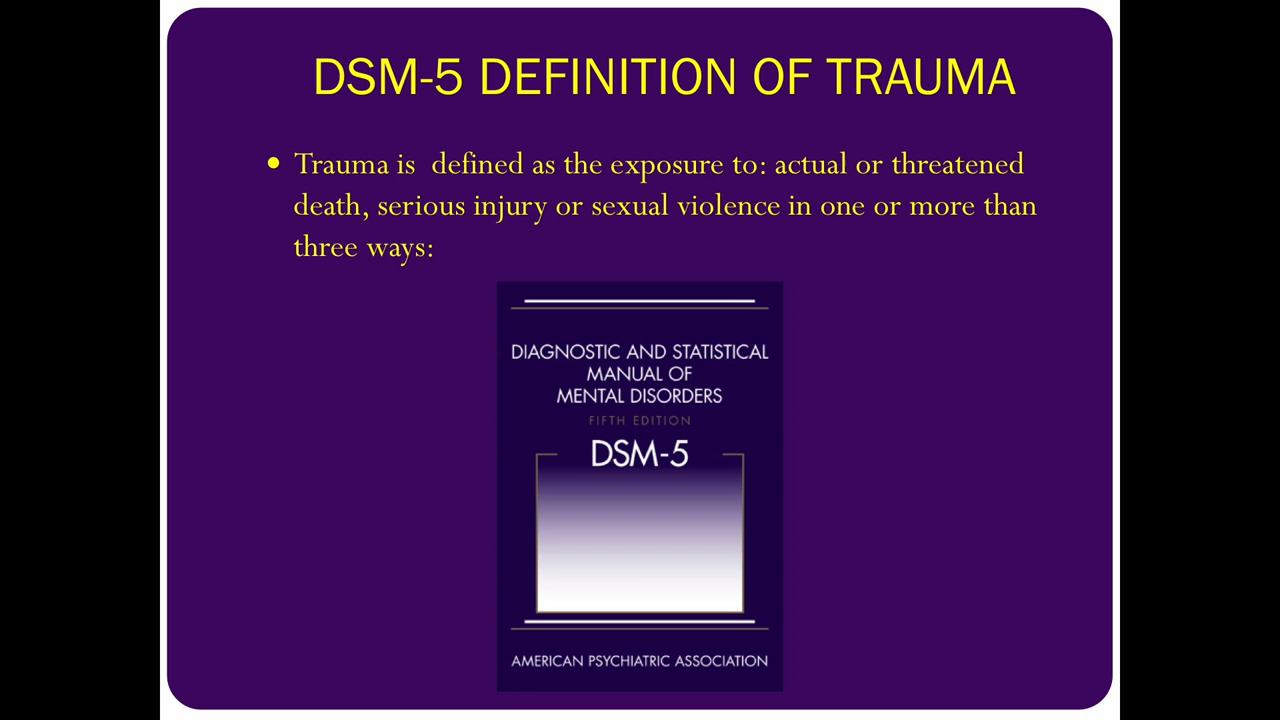 DSM-5 DEFINITION OF TRAUMA
• Trauma is  defined as the exposure to: actual or threatened
death, serious injury or sexual violence in one or more than
three ways:
DIAGNOSTIC AND STATISTICAL
MANUAL OF
MENTAL DISORDERS
FIFTH EDITION
DSM-5
AMERICAN PSYCHIATRIC ASSOCIATION